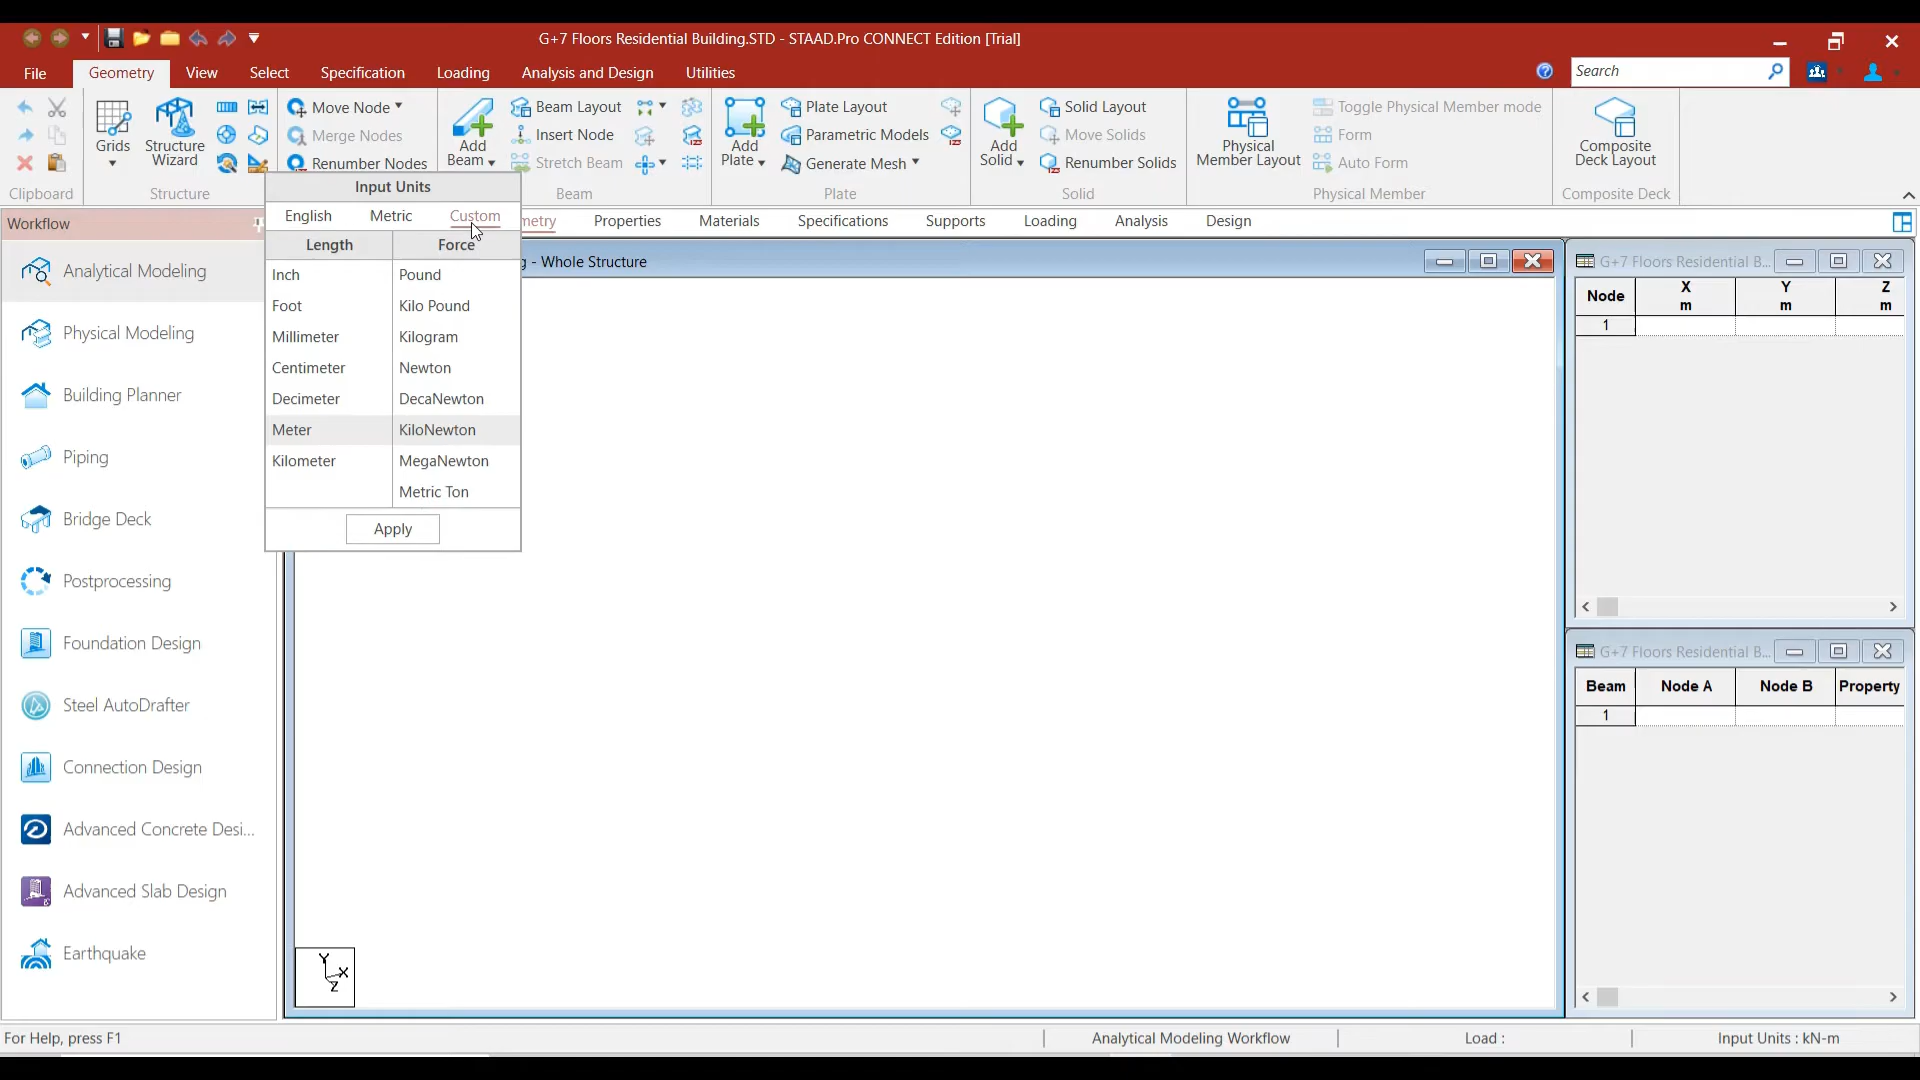 G+7 Floors Residential Building.STD - STAAD.Pro CONNECT Edition [Trial]
File Geometry View Select Specification Loading Analysis and Design Utilities Search
Grids
Structure Wizard
Structure
Clipboard
Move Node
Merge Nodes
Renumber Nodes
Add Beam
Beam Layout
Insert Node
Stretch Beam
Beam
Add Plate
Plate Layout
Parametric Models
Generate Mesh
Plate
Add Solid
Solid Layout
Move Solids
Renumber Solids
Solid
Physical Member Layout
Toggle Physical Member mode
Form
Auto Form
Physical Member
Composite Deck Layout
Composite Deck
metry Properties Materials Specifications Supports Loading Analysis Design
Workflow
Analytical Modeling
Physical Modeling
Building Planner
Piping
Bridge Deck
Postprocessing
Foundation Design
Steel AutoDrafter
Connection Design
Advanced Concrete Desi...
Advanced Slab Design
Earthquake
Input Units
English Metric Custom
Length Force
Inch Pound
Foot Kilo Pound
Millimeter Kilogram
Centimeter Newton
Decimeter DecaNewton
Meter KiloNewton
Kilometer MegaNewton
Metric Ton
Apply
g - Whole Structure
Y
X
Z
G+7 Floors Residential B...
Node X Y Z
m m m
1
G+7 Floors Residential B...
Beam Node A Node B Property
1
For Help, press F1
Analytical Modeling Workflow
Load :
Input Units : kN-m